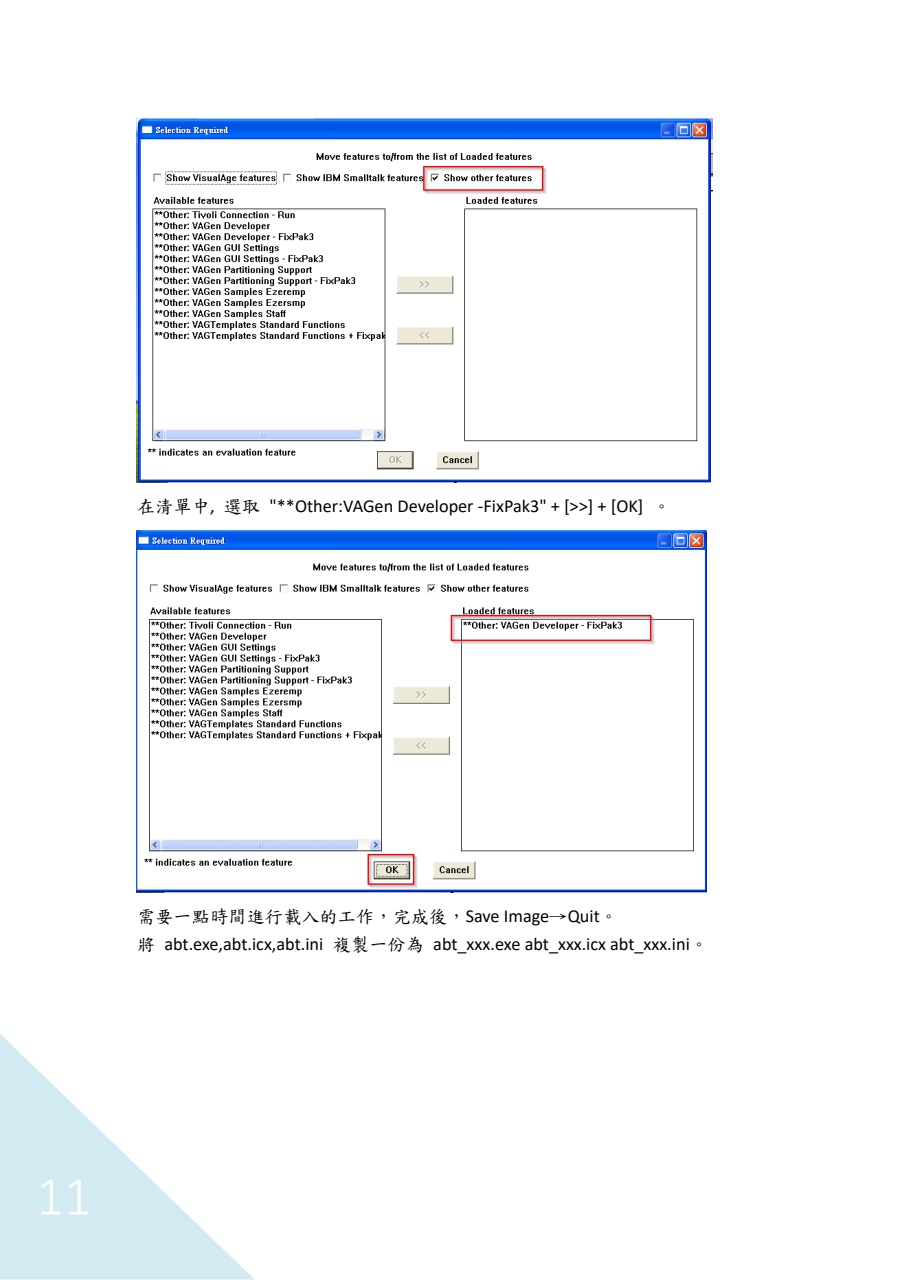 Selection Required
Move features to/from the list of Loaded features
Show VisualAge features Show IBM Smalltalk features Show other features
Available features
Loaded features
**Other: Tivoli Connection - Run
**Other: VAGen Developer
**Other: VAGen Developer - FixPak3
**Other: VAGen GUI Settings
**Other: VAGen GUI Settings - FixPak3
**Other: VAGen Partitioning Support
**Other: VAGen Partitioning Support - FixPak3
**Other: VAGen Samples Ezeremp
**Other: VAGen Samples Ezersmp
**Other: VAGen Samples Staff
**Other: VAGTemplates Standard Functions
**Other: VAGTemplates Standard Functions + Fixpak
>>
<<
** indicates an evaluation feature
OK Cancel
在清單中, 選取 "**Other:VAGen Developer -FixPak3" + [>>] + [OK] 。
Selection Required
Move features to/from the list of Loaded features
Show VisualAge features Show IBM Smalltalk features Show other features
Available features
Loaded features
**Other: Tivoli Connection - Run
**Other: VAGen Developer
**Other: VAGen GUI Settings
**Other: VAGen GUI Settings - FixPak3
**Other: VAGen Partitioning Support
**Other: VAGen Partitioning Support - FixPak3
**Other: VAGen Samples Ezeremp
**Other: VAGen Samples Ezersmp
**Other: VAGen Samples Staff
**Other: VAGTemplates Standard Functions
**Other: VAGTemplates Standard Functions + Fixpak
>>
<<
**Other: VAGen Developer - FixPak3
** indicates an evaluation feature
OK Cancel
需要一點時間進行載入的工作，完成後，Save Image→Quit。
將 abt.exe,abt.icx,abt.ini 複製一份為 abt_xxx.exe abt_xxx.icx abt_xxx.ini。
11